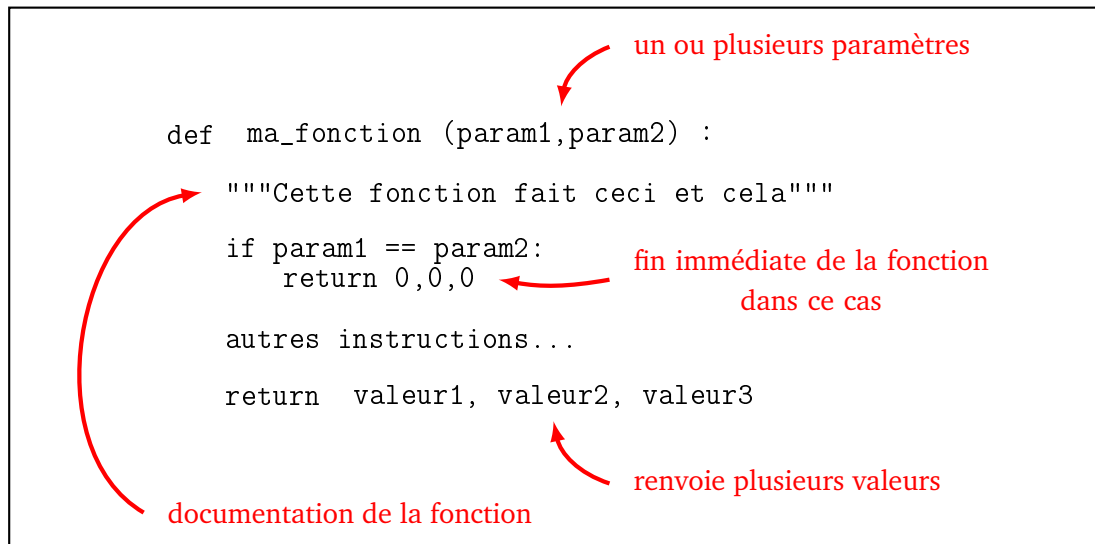 un ou plusieurs paramètres
def ma_fonction (param1,param2) :
"""Cette fonction fait ceci et cela"""
if param1 == param2:
return 0,0,0
fin immédiate de la fonction
dans ce cas
autres instructions...
return valeur1, valeur2, valeur3
renvoie plusieurs valeurs
documentation de la fonction